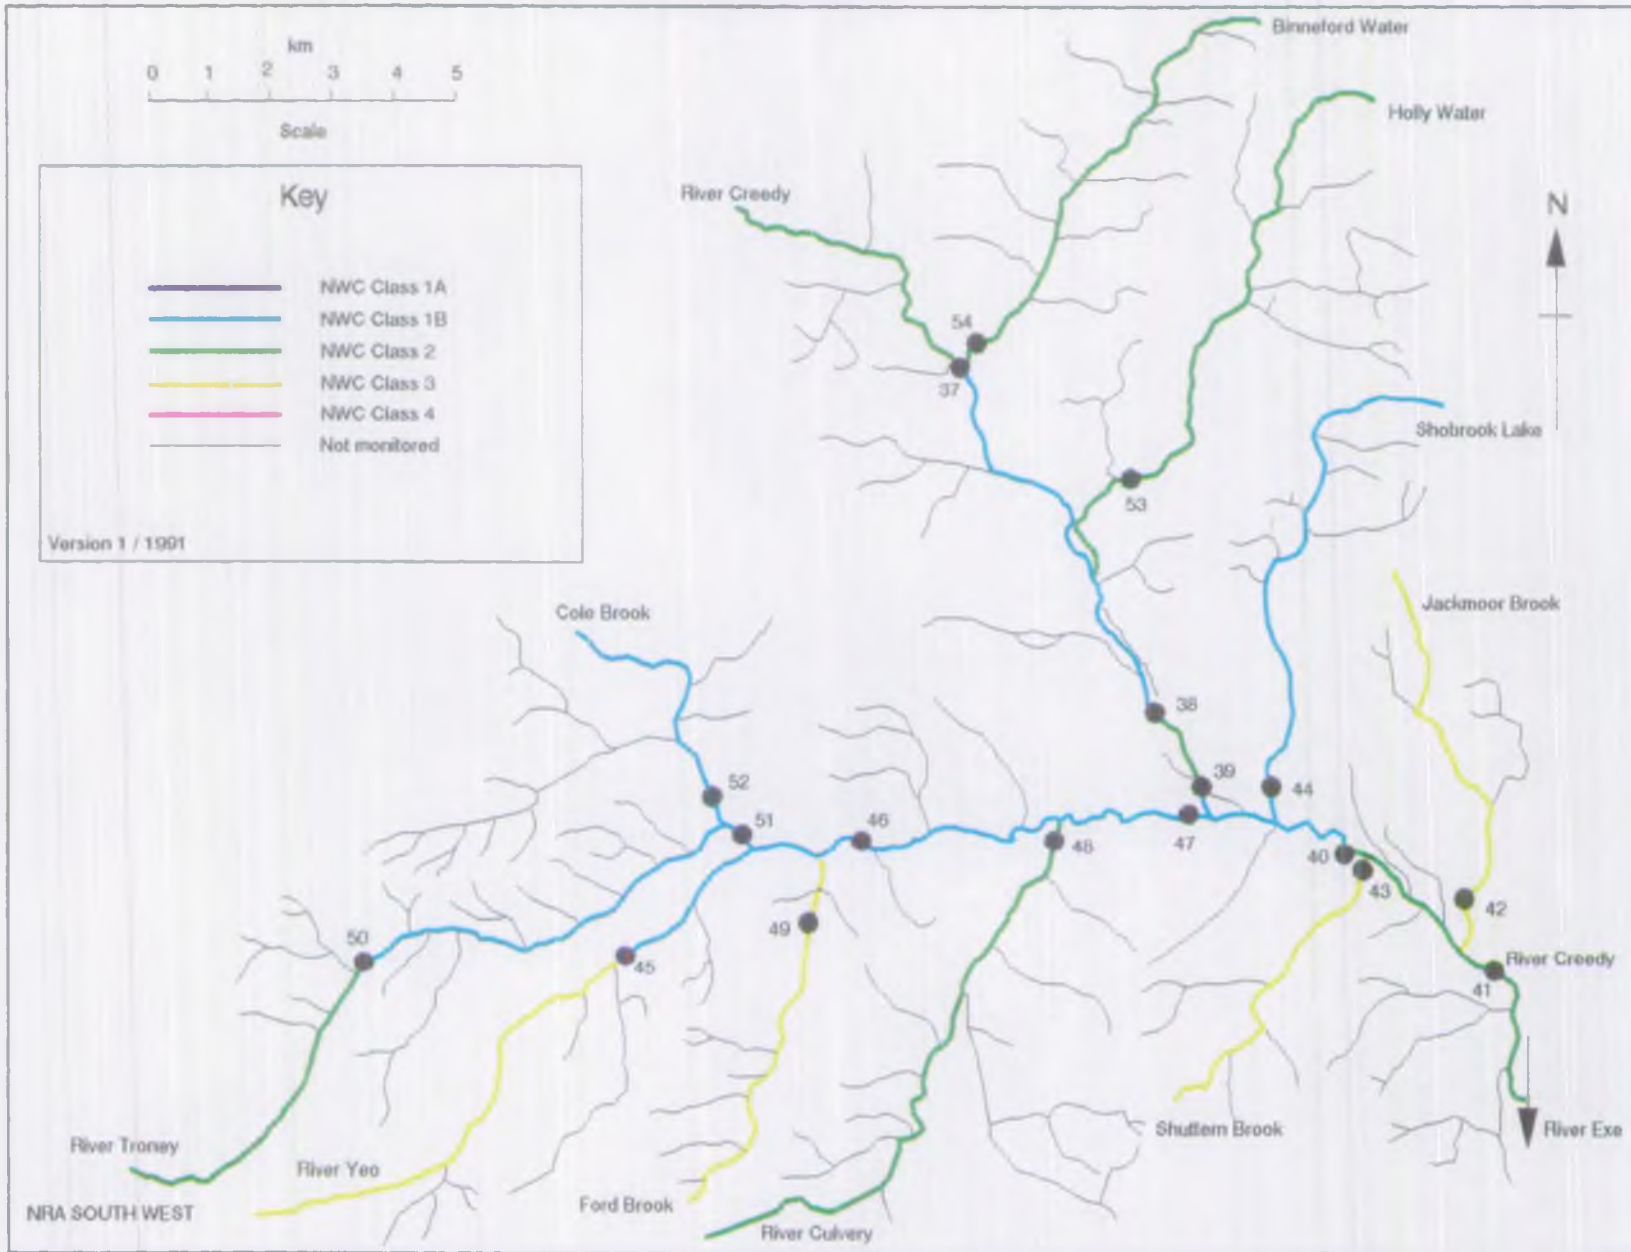 km
0 1 2 3 4 5
Scale
Key
NWC Class 1A
NWC Class 1B
NWC Class 2
NWC Class 3
NWC Class 4
Not monitored
Version 1 / 1991
Binneford Water
Holly Water
River Creedy
N
54
37
Shobrook Lake
53
Jackmoor Brook
Cole Brook
38
39
44
52
51
46
47
48
40
43
42
49
50
45
River Creedy
41
River Troney
River Yeo
Ford Brook
River Culvery
Shuttern Brook
River Exe
NRA SOUTH WEST